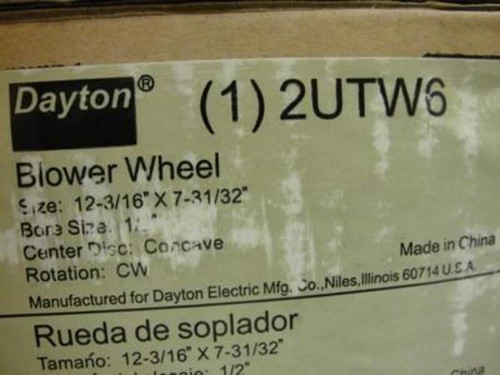 Dayton® (1) 2UTW6
Blower Wheel
Size: 12-3/16" X 7-31/32"
Bore Size: 1/2"
Center Disc: Concave
Rotation: CW
Made in China
Manufactured for Dayton Electric Mfg. Co.,Niles,Illinois 60714 U.S.A.
Rueda de soplador
Tamaño: 12-3/16" X 7-31/32"
1/2"